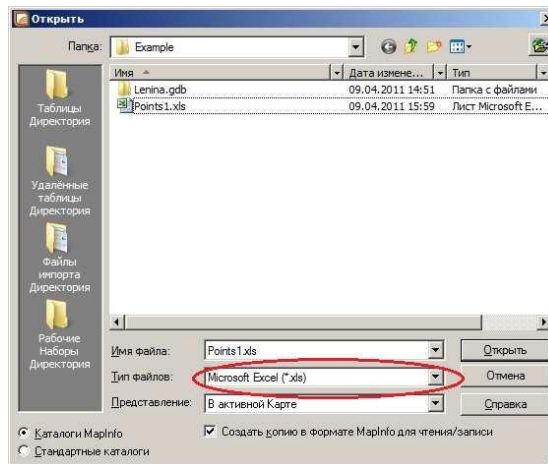 Открыть
Папка: Example
Имя Дата измене... Тип
Lenina.gdb 09.04.2011 14:51 Папка с файлами
Points1.xls 09.04.2011 15:59 Лист Microsoft E...
Таблицы
Директория
Удалённые
таблицы
Директория
Файлы
импорта
Директория
Рабочие
Наборы
Директория
Имя файла: Points1.xls Открыть
Тип файлов: Microsoft Excel (*.xls) Отмена
Представление: В активной Карте Справка
Каталоги MapInfo
Создать копию в формате MapInfo для чтения/записи
Стандартные каталоги